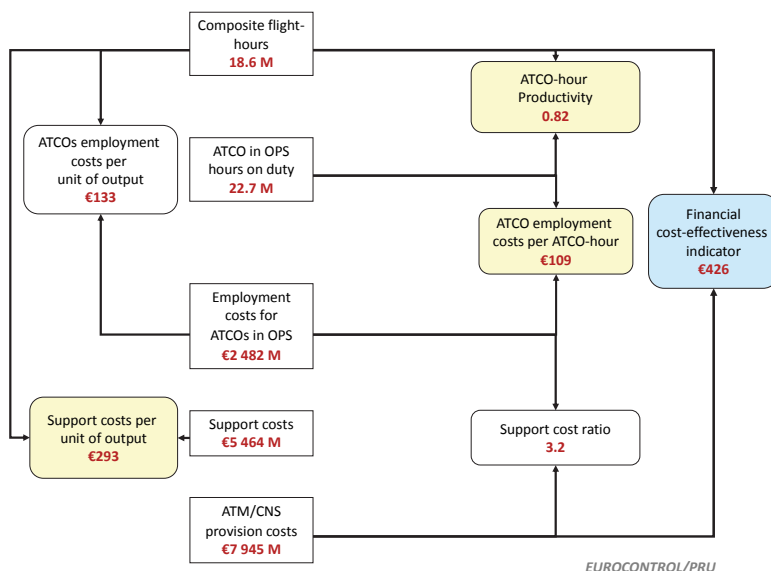 Composite flight-
hours
18.6 M
ATCO-hour
Productivity
0.82
ATCOs employment
costs per
unit of output
€133
ATCO in OPS
hours on duty
22.7 M
ATCO employment
costs per ATCO-hour
€109
Financial
cost-effectiveness
indicator
€426
Employment
costs for
ATCOs in OPS
€2 482 M
Support costs per
unit of output
€293
Support costs
€5 464 M
Support cost ratio
3.2
ATM/CNS
provision costs
€7 945 M
EUROCONTROL/PRU